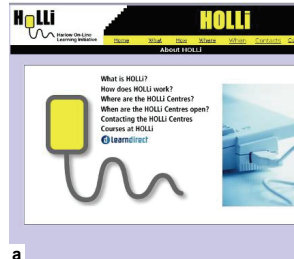 HOLLi
HOLLi
Harlow On-Line
Learning Initiative
Home What How Where When Contacts
About HOLLi
What is HOLLi?
How does HOLLi work?
Where are the HOLLi Centres?
When are the HOLLi Centres open?
Contacting the HOLLi Centres
Courses at HOLLi
learndirect
a